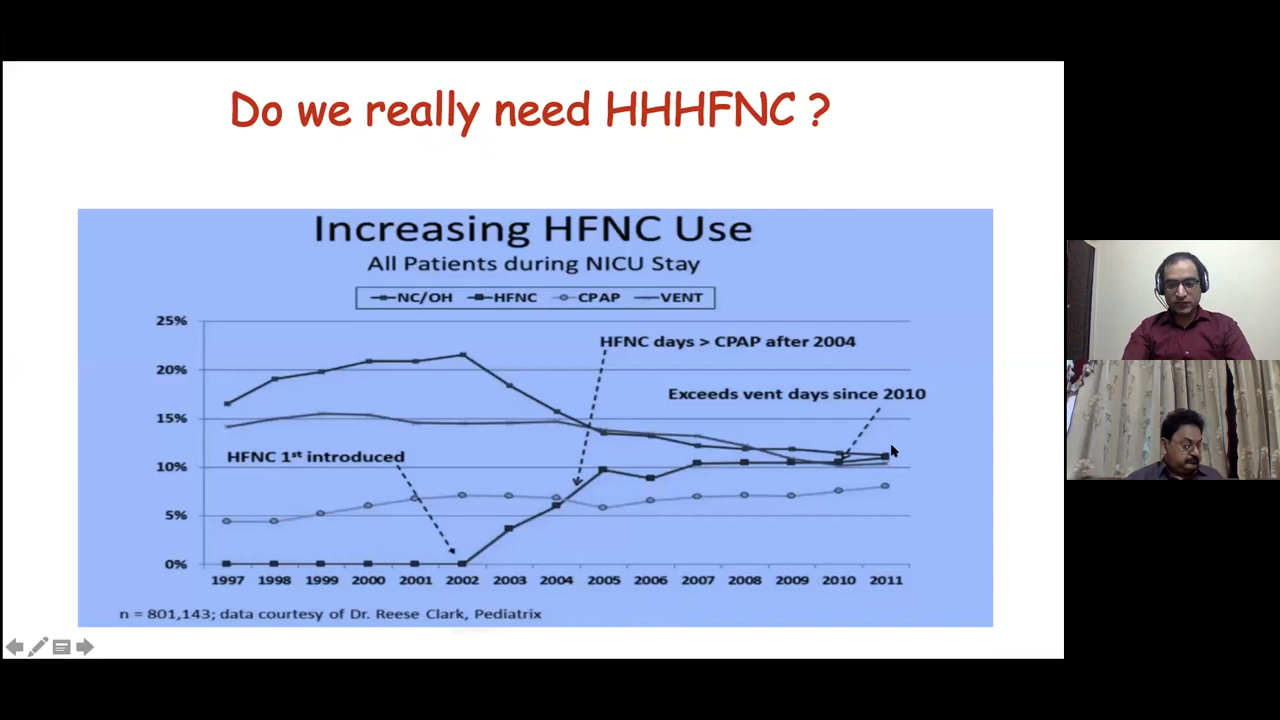 Do we really need HHHFNC ?
Increasing HFNC Use
All Patients during NICU Stay
NC/OH HFNC CPAP VENT
25%
HFNC days > CPAP after 2004
20%
Exceeds vent days since 2010
15%
HFNC 1st introduced
10%
5%
0%
1997 1998 1999 2000 2001 2002 2003 2004 2005 2006 2007 2008 2009 2010 2011
n = 801,143; data courtesy of Dr. Reese Clark, Pediatrix